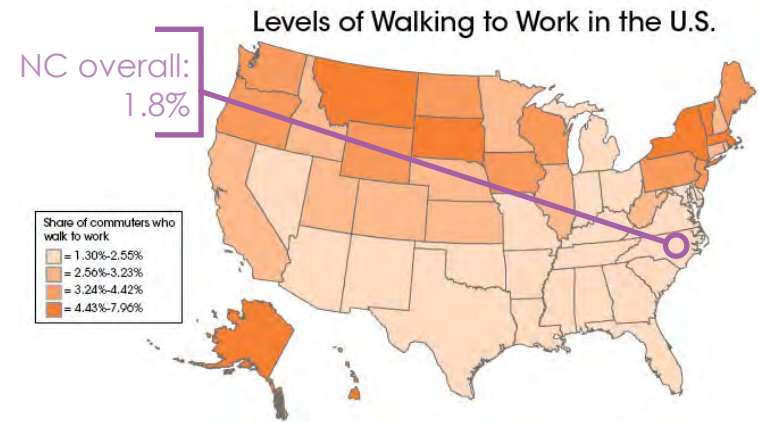 Levels of Walking to Work in the U.S.
NC overall:
1.8%
Share of commuters who
walk to work
= 1.30%-2.55%
= 2.56%-3.23%
= 3.24%-4.42%
= 4.43%-7.96%